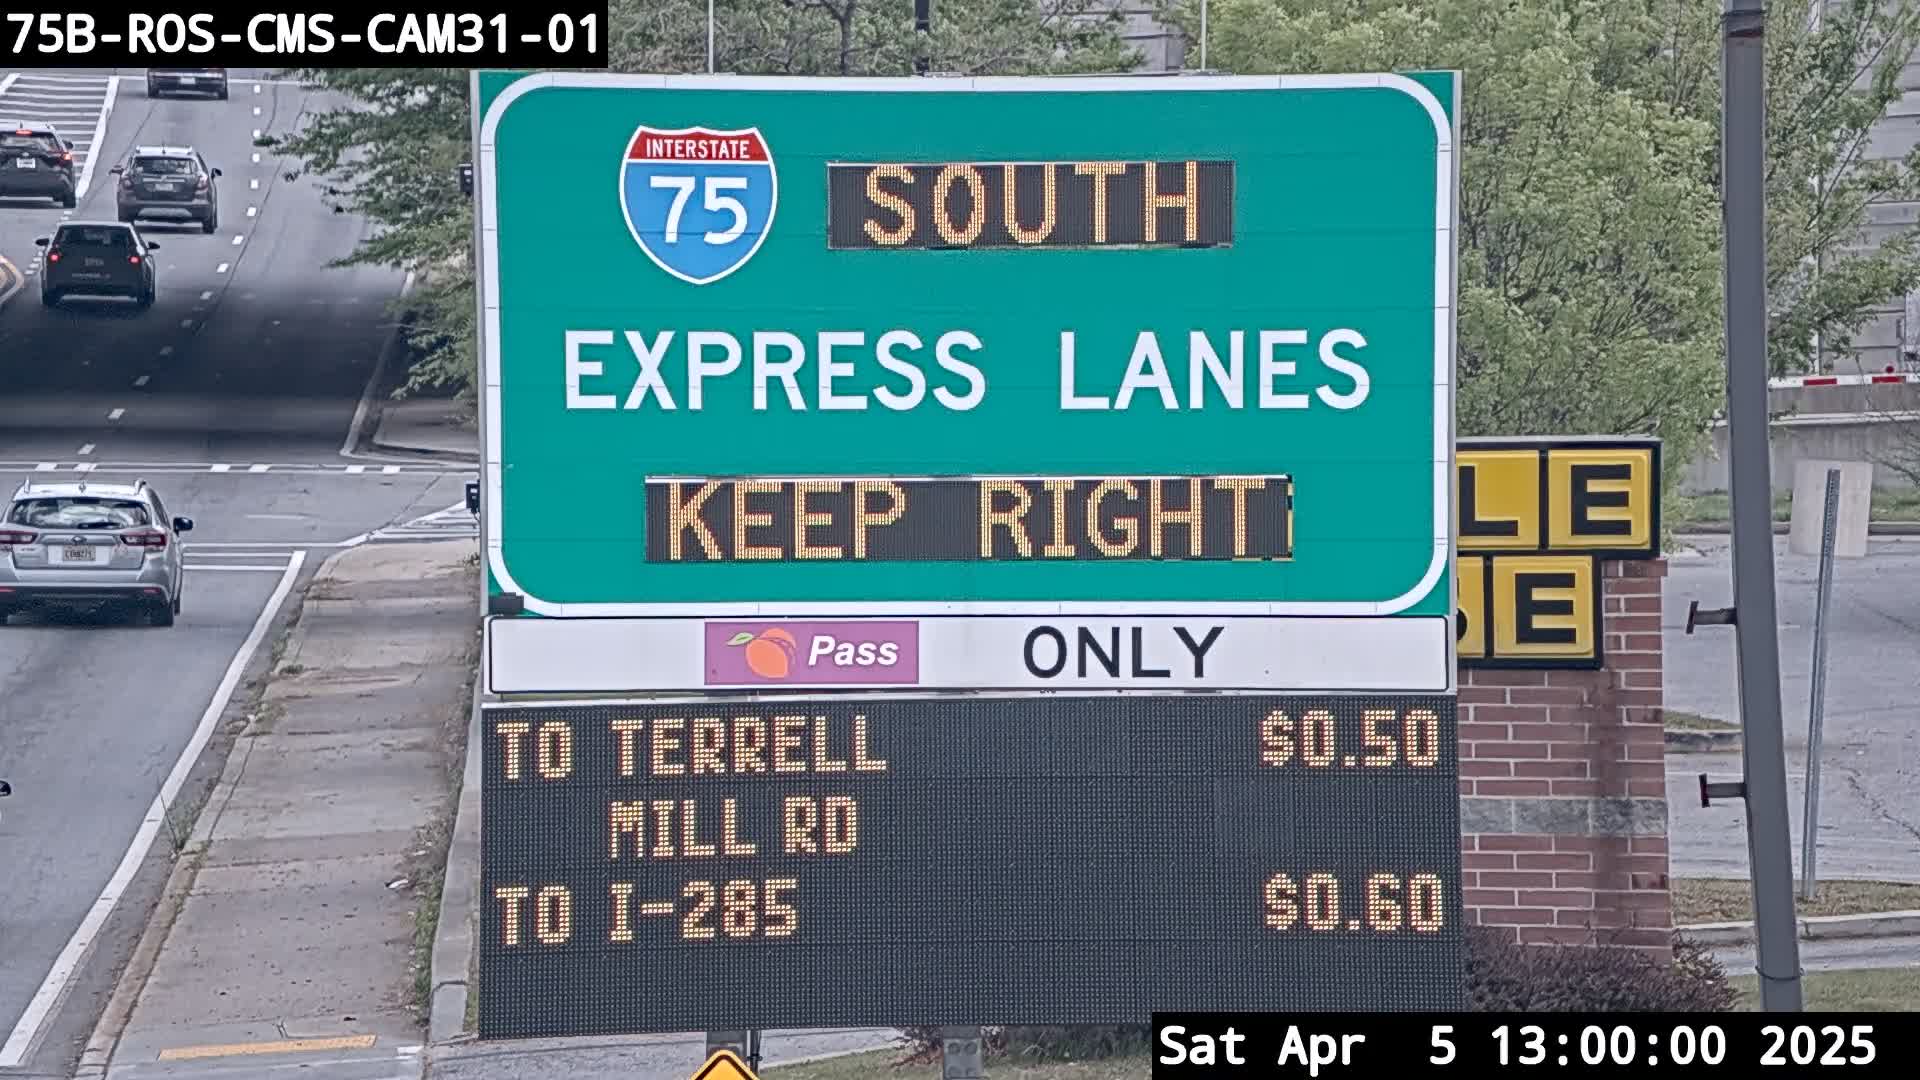 75B-ROS-CMS-CAM31-01
INTERSTATE
75
SOUTH
EXPRESS LANES
KEEP RIGHT
LE
E
Pass ONLY
TO TERRELL $0.50
MILL RD
TO I-285 $0.60
Sat Apr 5 13:00:00 2025